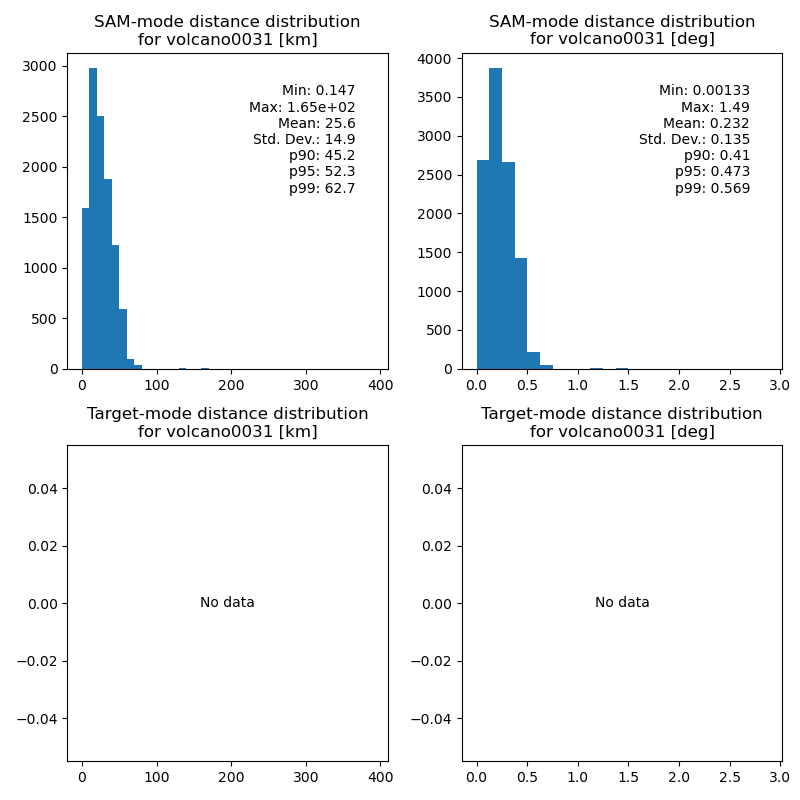 SAM-mode distance distribution
for volcano0031 [km]
3000
2500
2000
1500
1000
500
0
0 100 200 300 400
Min: 0.147
Max: 1.65e+02
Mean: 25.6
Std. Dev.: 14.9
p90: 45.2
p95: 52.3
p99: 62.7
SAM-mode distance distribution
for volcano0031 [deg]
4000
3500
3000
2500
2000
1500
1000
500
0
0.0 0.5 1.0 1.5 2.0 2.5 3.0
Min: 0.00133
Max: 1.49
Mean: 0.232
Std. Dev.: 0.135
p90: 0.41
p95: 0.473
p99: 0.569
Target-mode distance distribution
for volcano0031 [km]
0.04
0.02
0.00
−0.02
−0.04
No data
0 100 200 300 400
Target-mode distance distribution
for volcano0031 [deg]
0.04
0.02
0.00
−0.02
−0.04
No data
0.0 0.5 1.0 1.5 2.0 2.5 3.0